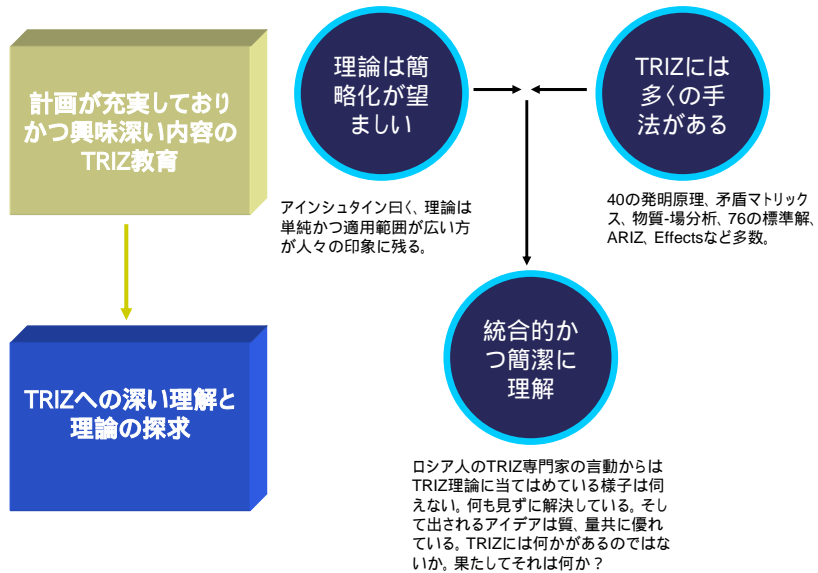 計画が充実しており
かつ興味深い内容の
TRIZ教育
TRIZへの深い理解と
理論の探求
理論は簡
略化が望
ましい
アインシュタイン曰く、理論は
単純かつ適用範囲が広い方
が人々の印象に残る。
TRIZには
多くの手
法がある
40の発明原理、矛盾マトリック
ス、物質-場分析、76の標準解、
ARIZ、Effectsなど多数。
統合的か
つ簡潔に
理解
ロシア人のTRIZ専門家の言動からは
TRIZ理論に当てはめている様子は伺
えない。何も見ずに解決している。そし
て出されるアイデアは質、量共に優れ
ている。TRIZには何かがあるのではな
いか。果たしてそれは何か？